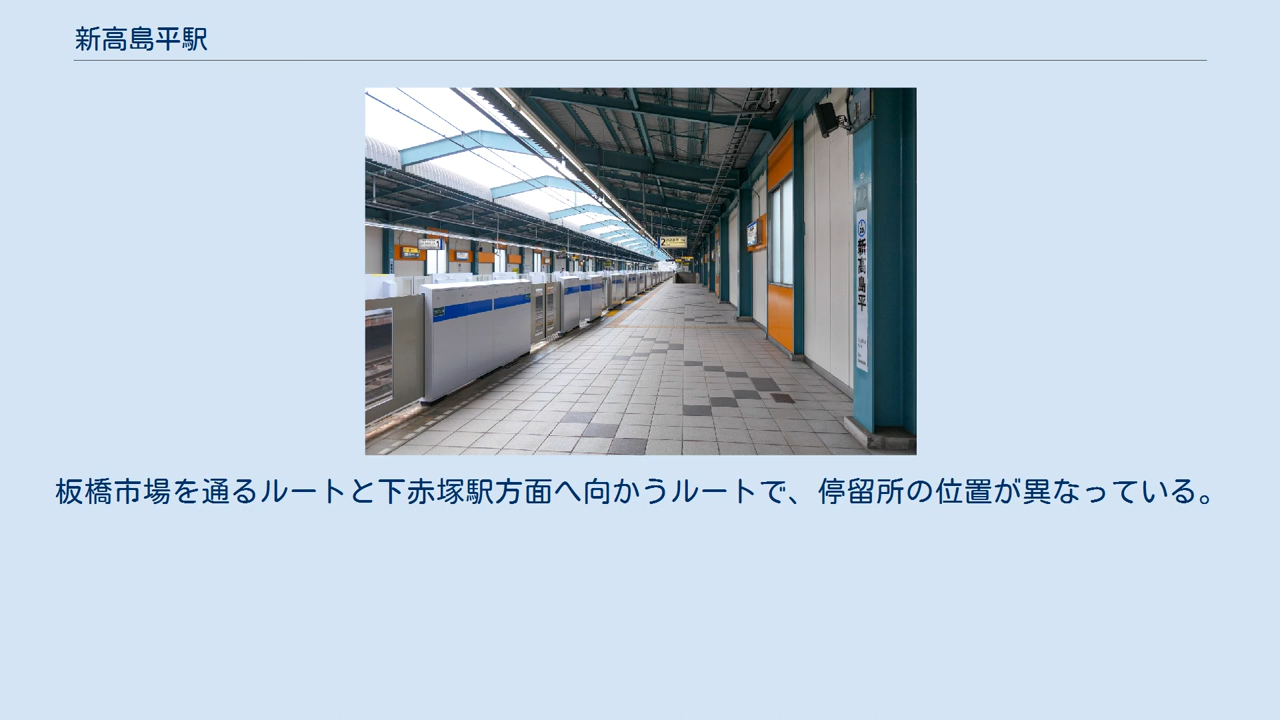 新高島平駅
2
新高島平
板橋市場を通るルートと下赤塚駅方面へ向かうルートで、停留所の位置が異なっている。